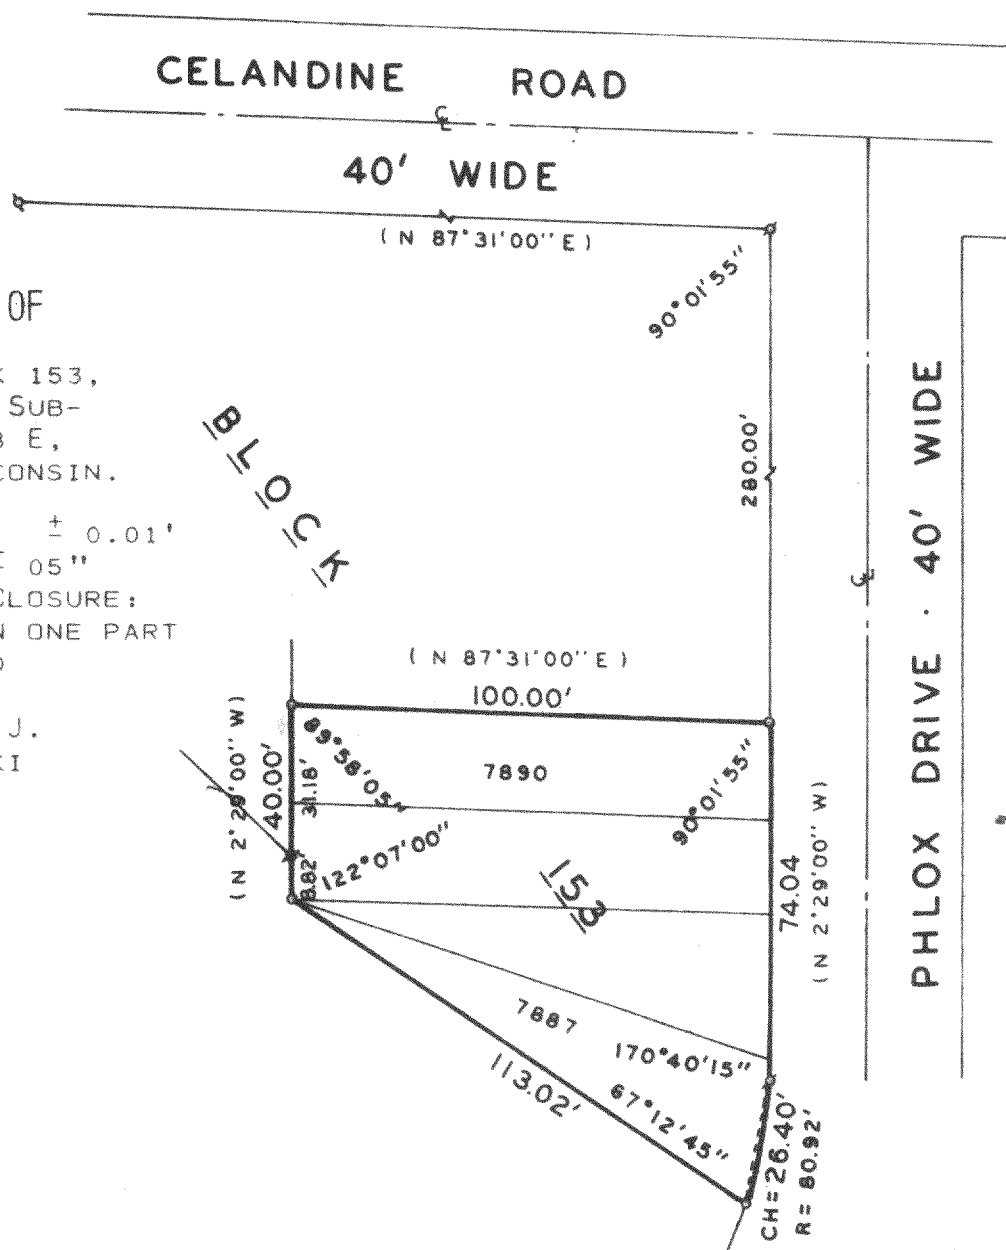 CELANDINE ROAD
℄
40' WIDE
( N 87°31'00" E )
90°01'55"
OF
153,
SUB-
E,
CONSIN.
± 0.01'
05"
CLOSURE:
ONE PART
J.
BLOCK
280.00'
℄
PHLOX DRIVE · 40' WIDE
( N 87°31'00" E )
100.00'
( N 2°29'00" W )
40.00'
31.18'
8.82'
89°58'05"
7890
90°01'55"
122°07'00"
153
74.04
( N 2°29'00" W )
7887
170°40'15"
113.02'
67°12'45"
CH = 26.40'
R = 80.92'